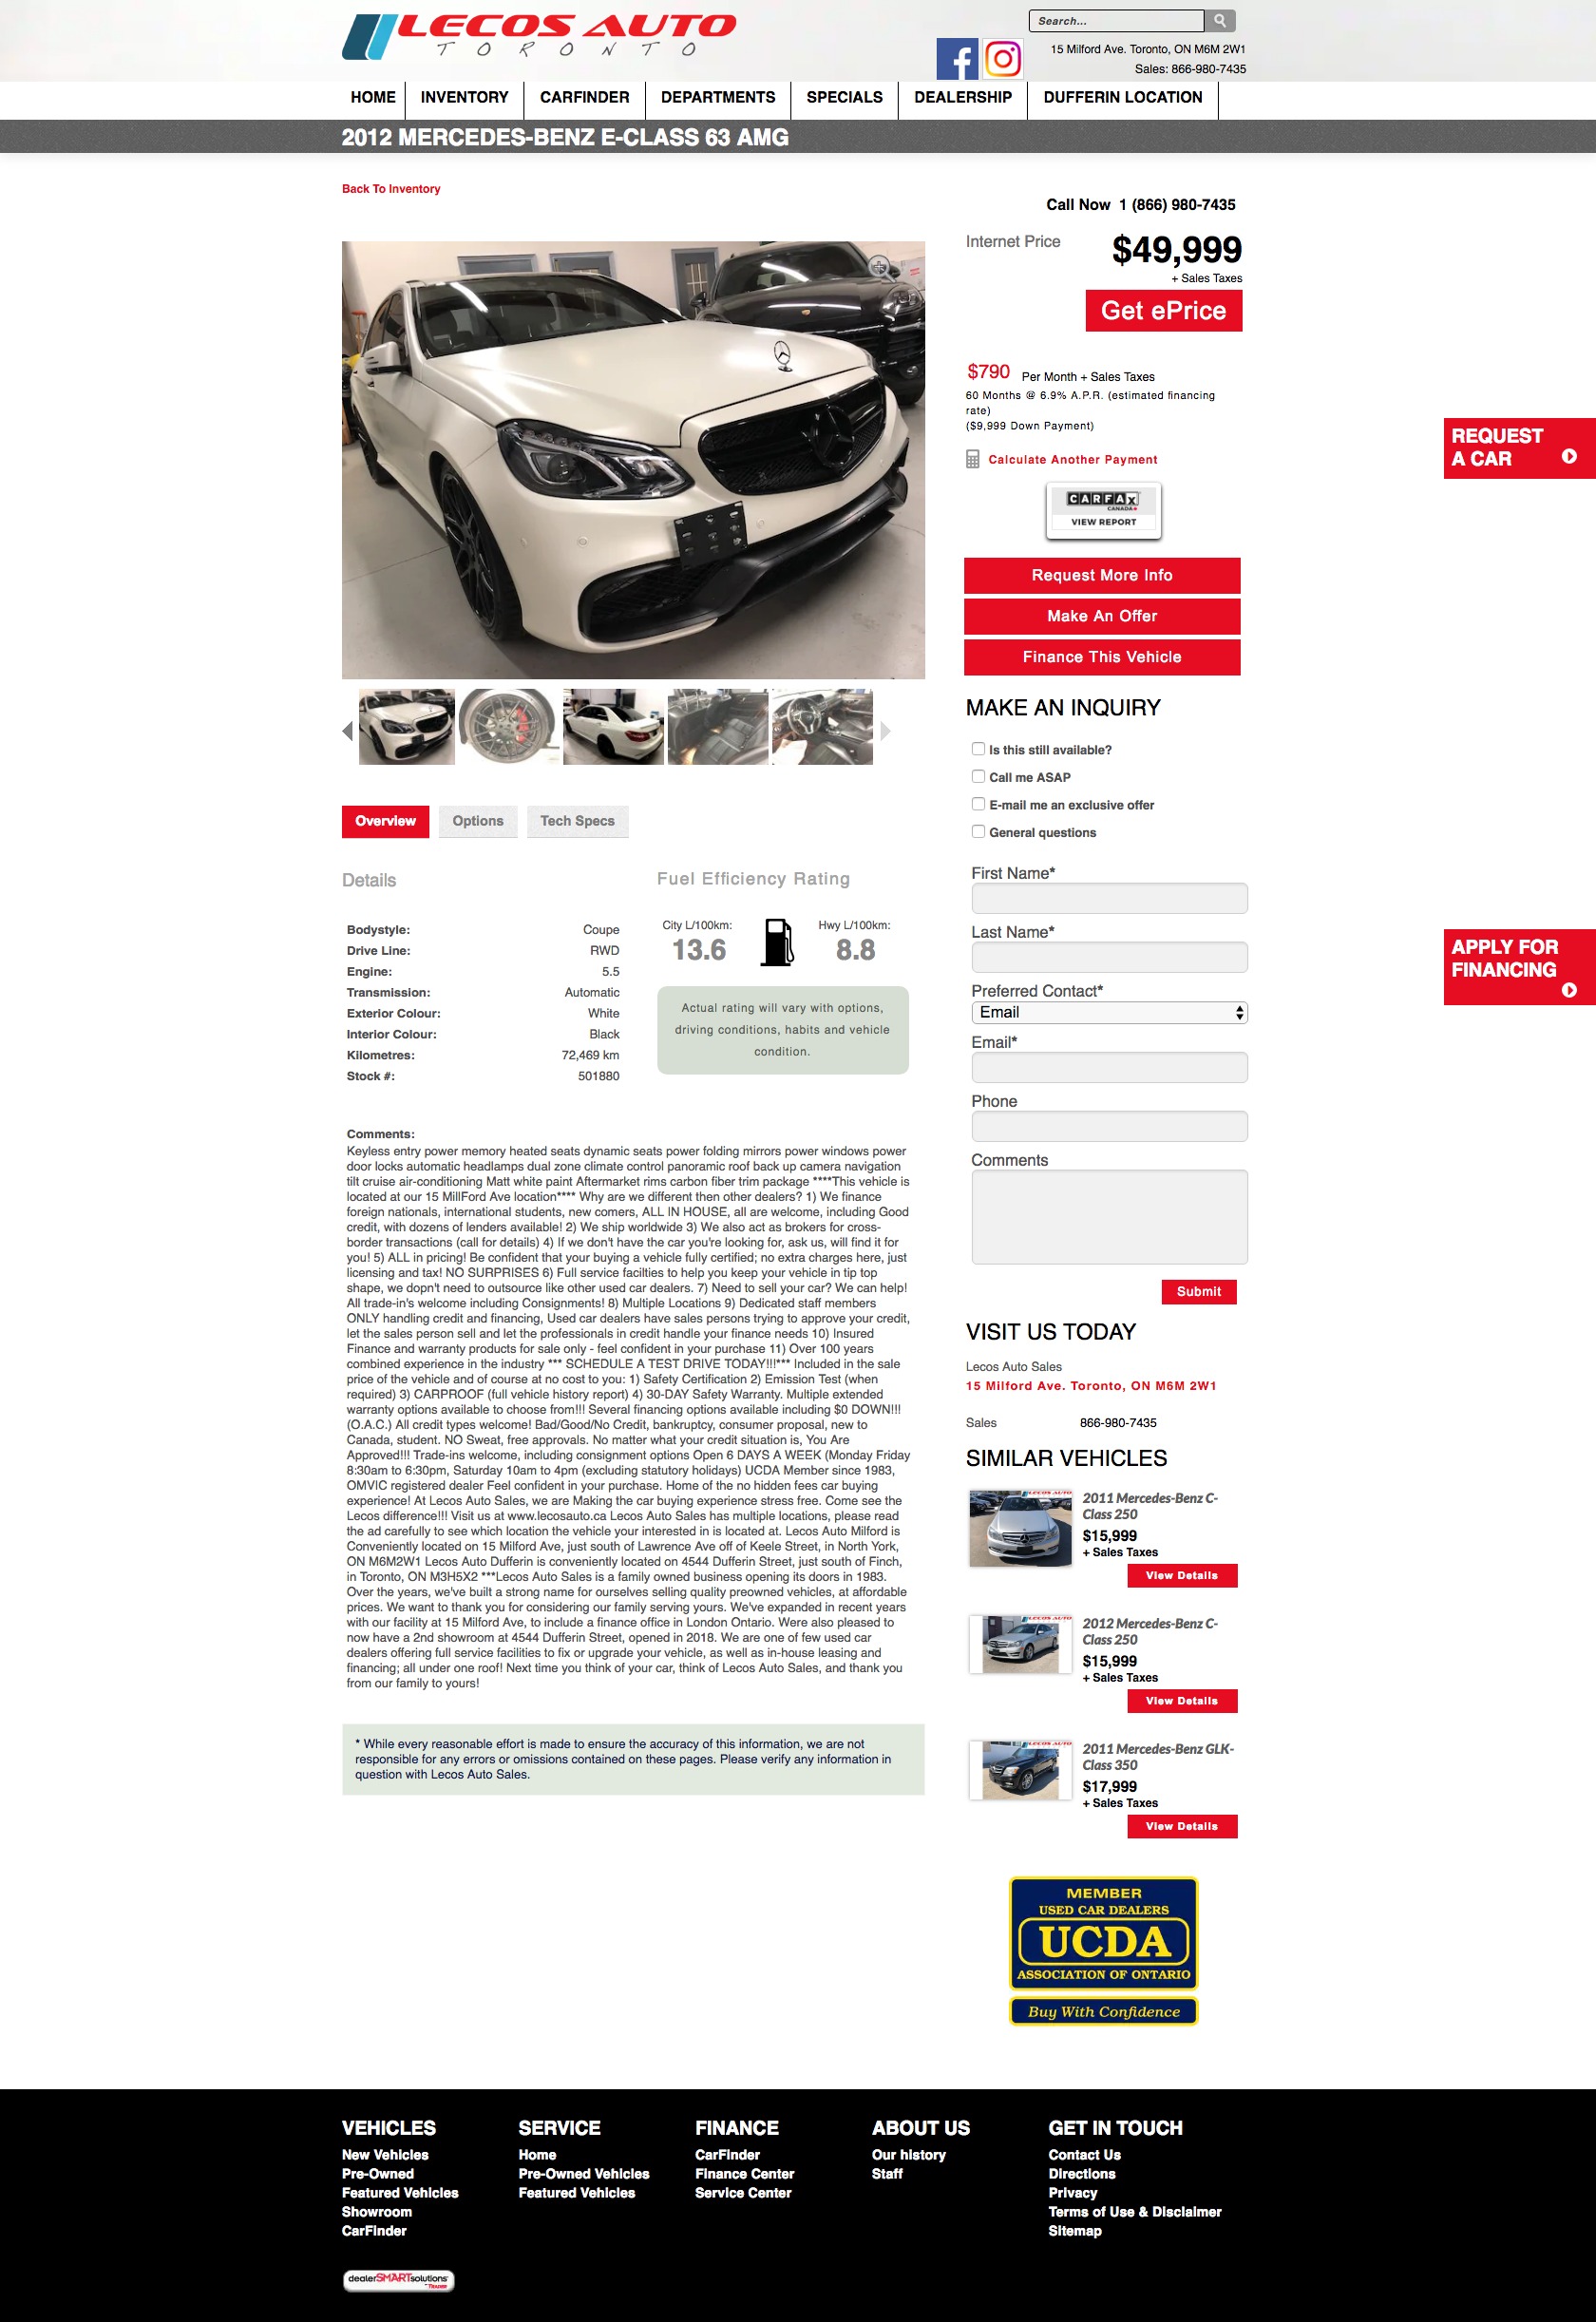 LECOS AUTO
TORONTO
Search...
15 Milford Ave. Toronto, ON M6M 2W1
Sales: 866-980-7435
HOME
INVENTORY
CARFINDER
DEPARTMENTS
SPECIALS
DEALERSHIP
DUFFERIN LOCATION
2012 MERCEDES-BENZ E-CLASS 63 AMG
Back To Inventory
Call Now 1 (866) 980-7435
Internet Price
$49,999
+ Sales Taxes
Get ePrice
$790 Per Month + Sales Taxes
60 Months @ 6.9% A.P.R. (estimated financing
rate)
($9,999 Down Payment)
Calculate Another Payment
CARFAX
CANADA
VIEW REPORT
Request More Info
Make An Offer
Finance This Vehicle
REQUEST
A CAR
APPLY FOR
FINANCING
MAKE AN INQUIRY
Is this still available?
Call me ASAP
E-mail me an exclusive offer
General questions
First Name*
Last Name*
Preferred Contact*
Email
Email*
Phone
Comments
Submit
Overview
Options
Tech Specs
Details
Bodystyle: Coupe
Drive Line: RWD
Engine: 5.5
Transmission: Automatic
Exterior Colour: White
Interior Colour: Black
Kilometres: 72,469 km
Stock #: 501880
Fuel Efficiency Rating
City L/100km:
13.6
Hwy L/100km:
8.8
Actual rating will vary with options,
driving conditions, habits and vehicle
condition.
Comments:
Keyless entry power memory heated seats dynamic seats power folding mirrors power windows power
door locks automatic headlamps dual zone climate control panoramic roof back up camera navigation
tilt cruise air-conditioning Matt white paint Aftermarket rims carbon fiber trim package ****This vehicle is
located at our 15 MillFord Ave location**** Why are we different then other dealers? 1) We finance
foreign nationals, international students, new comers, ALL IN HOUSE, all are welcome, including Good
credit, with dozens of lenders available! 2) We ship worldwide 3) We also act as brokers for cross-
border transactions (call for details) 4) If we don't have the car you're looking for, ask us, will find it for
you! 5) ALL in pricing! Be confident that your buying a vehicle fully certified; no extra charges here, just
licensing and tax! NO SURPRISES 6) Full service facilties to help you keep your vehicle in tip top
shape, we dopn't need to outsource like other used car dealers. 7) Need to sell your car? We can help!
All trade-in's welcome including Consignments! 8) Multiple Locations 9) Dedicated staff members
ONLY handling credit and financing, Used car dealers have sales persons trying to approve your credit,
let the sales person sell and let the professionals in credit handle your finance needs 10) Insured
Finance and warranty products for sale only - feel confident in your purchase 11) Over 100 years
combined experience in the industry *** SCHEDULE A TEST DRIVE TODAY!!!*** Included in the sale
price of the vehicle and of course at no cost to you: 1) Safety Certification 2) Emission Test (when
required) 3) CARPROOF (full vehicle history report) 4) 30-DAY Safety Warranty. Multiple extended
warranty options available to choose from!!! Several financing options available including $0 DOWN!!!
(O.A.C.) All credit types welcome! Bad/Good/No Credit, bankruptcy, consumer proposal, new to
Canada, student. NO Sweat, free approvals. No matter what your credit situation is, You Are
Approved!!! Trade-ins welcome, including consignment options Open 6 DAYS A WEEK (Monday Friday
8:30am to 6:30pm, Saturday 10am to 4pm (excluding statutory holidays) UCDA Member since 1983,
OMVIC registered dealer Feel confident in your purchase. Home of the no hidden fees car buying
experience! At Lecos Auto Sales, we are Making the car buying experience stress free. Come see the
Lecos difference!!! Visit us at www.lecosauto.ca Lecos Auto Sales has multiple locations, please read
the ad carefully to see which location the vehicle your interested in is located at. Lecos Auto Milford is
Conveniently located on 15 Milford Ave, just south of Lawrence Ave off of Keele Street, in North York,
ON M6M2W1 Lecos Auto Dufferin is conveniently located on 4544 Dufferin Street, just south of Finch,
in Toronto, ON M3H5X2 ***Lecos Auto Sales is a family owned business opening its doors in 1983.
Over the years, we've built a strong name for ourselves selling quality preowned vehicles, at affordable
prices. We want to thank you for considering our family serving yours. We've expanded in recent years
with our facility at 15 Milford Ave, to include a finance office in London Ontario. Were also pleased to
now have a 2nd showroom at 4544 Dufferin Street, opened in 2018. We are one of few used car
dealers offering full service facilities to fix or upgrade your vehicle, as well as in-house leasing and
financing; all under one roof! Next time you think of your car, think of Lecos Auto Sales, and thank you
from our family to yours!
* While every reasonable effort is made to ensure the accuracy of this information, we are not
responsible for any errors or omissions contained on these pages. Please verify any information in
question with Lecos Auto Sales.
VISIT US TODAY
Lecos Auto Sales
15 Milford Ave. Toronto, ON M6M 2W1
Sales 866-980-7435
SIMILAR VEHICLES
LECOS AUTO
2011 Mercedes-Benz C-
Class 250
$15,999
+ Sales Taxes
View Details
LECOS AUTO
2012 Mercedes-Benz C-
Class 250
$15,999
+ Sales Taxes
View Details
LECOS AUTO
2011 Mercedes-Benz GLK-
Class 350
$17,999
+ Sales Taxes
View Details
MEMBER
USED CAR DEALERS
UCDA
ASSOCIATION OF ONTARIO
Buy With Confidence
VEHICLES
New Vehicles
Pre-Owned
Featured Vehicles
Showroom
CarFinder
SERVICE
Home
Pre-Owned Vehicles
Featured Vehicles
FINANCE
CarFinder
Finance Center
Service Center
ABOUT US
Our history
Staff
GET IN TOUCH
Contact Us
Directions
Privacy
Terms of Use & Disclaimer
Sitemap
dealerSMARTsolutions